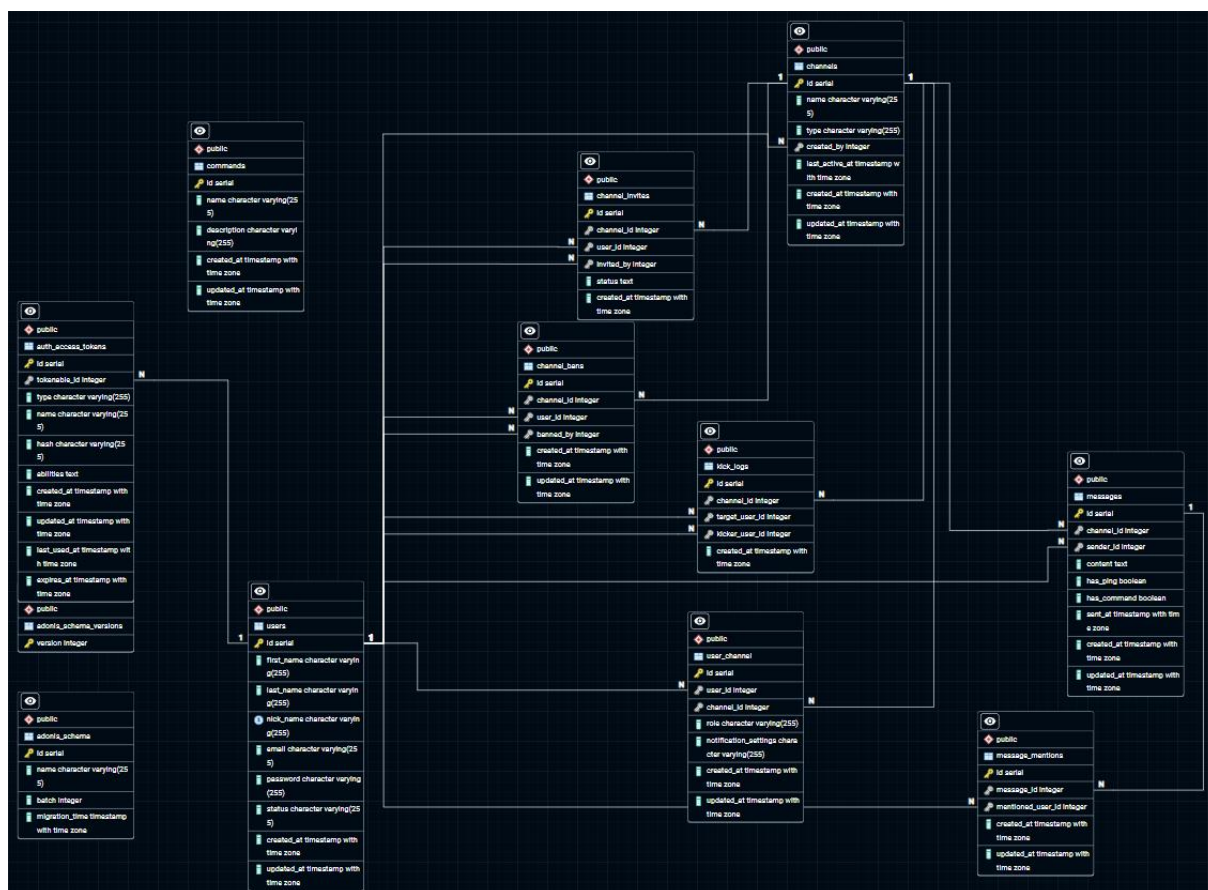 public
channels
id serial
name character varying(25
5)
type character varying(255)
created_by integer
last_active_at timestamp w
ith time zone
created_at timestamp with
time zone
updated_at timestamp with
time zone
1
1
N
public
commands
id serial
name character varying(25
5)
description character varyi
ng(255)
created_at timestamp with
time zone
updated_at timestamp with
time zone
public
channel_invites
id serial
channel_id integer
user_id integer
invited_by integer
status text
created_at timestamp with
time zone
N
N
N
public
auth_access_tokens
id serial
tokenable_id integer
type character varying(255)
name character varying(25
5)
hash character varying(25
5)
abilities text
created_at timestamp with
time zone
updated_at timestamp with
time zone
last_used_at timestamp wit
h time zone
expires_at timestamp with
time zone
N
public
adonis_schema_versions
version integer
public
channel_bans
id serial
channel_id integer
user_id integer
banned_by integer
created_at timestamp with
time zone
updated_at timestamp with
time zone
N
N
N
public
kick_logs
id serial
channel_id integer
target_user_id integer
kicker_user_id integer
created_at timestamp with
time zone
N
N
N
public
messages
id serial
channel_id integer
sender_id integer
content text
has_ping boolean
has_command boolean
sent_at timestamp with tim
e zone
created_at timestamp with
time zone
updated_at timestamp with
time zone
1
N
N
public
users
id serial
first_name character varyin
g(255)
last_name character varyin
g(255)
nick_name character varyin
g(255)
email character varying(25
5)
password character varying
(255)
status character varying(25
5)
created_at timestamp with
time zone
updated_at timestamp with
time zone
1
1
public
user_channel
id serial
user_id integer
channel_id integer
role character varying(255)
notification_settings chara
cter varying(255)
created_at timestamp with
time zone
updated_at timestamp with
time zone
N
N
public
adonis_schema
id serial
name character varying(25
5)
batch integer
migration_time timestamp
with time zone
public
message_mentions
id serial
message_id integer
mentioned_user_id integer
created_at timestamp with
time zone
updated_at timestamp with
time zone
N
N